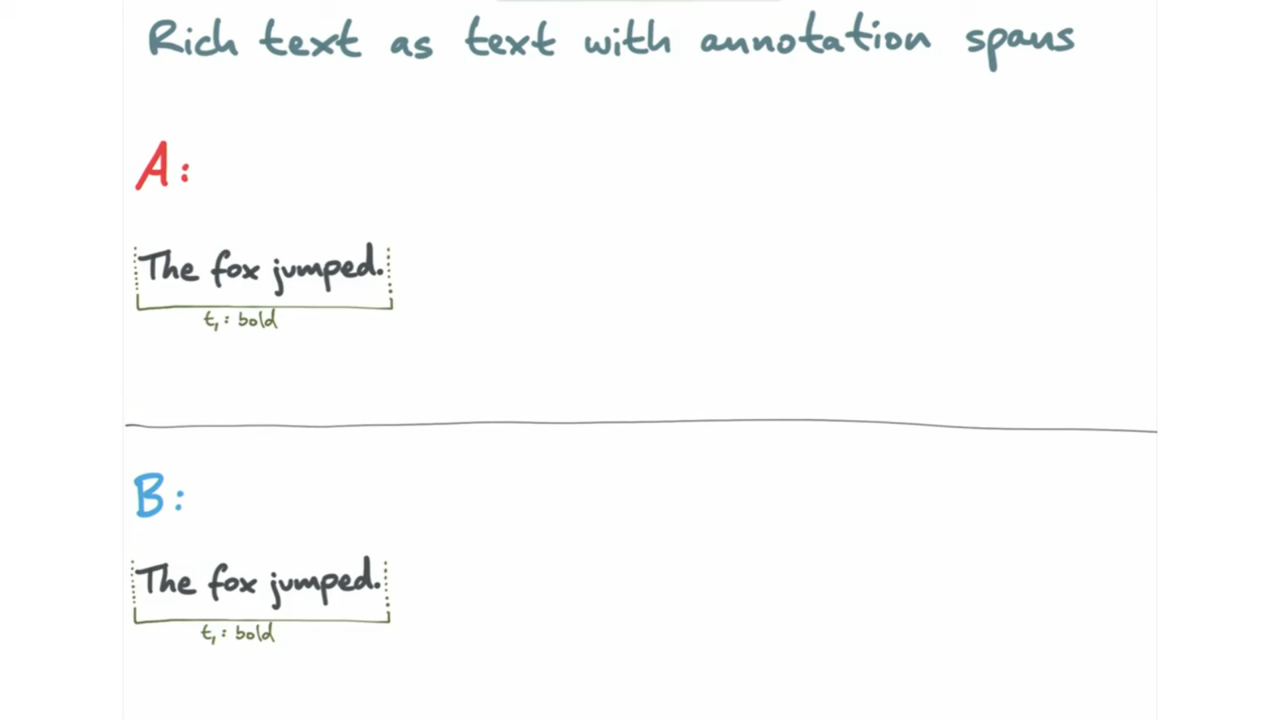 Rich text as text with annotation spans
A:
The fox jumped.
t₁: bold
B:
The fox jumped.
t₁: bold